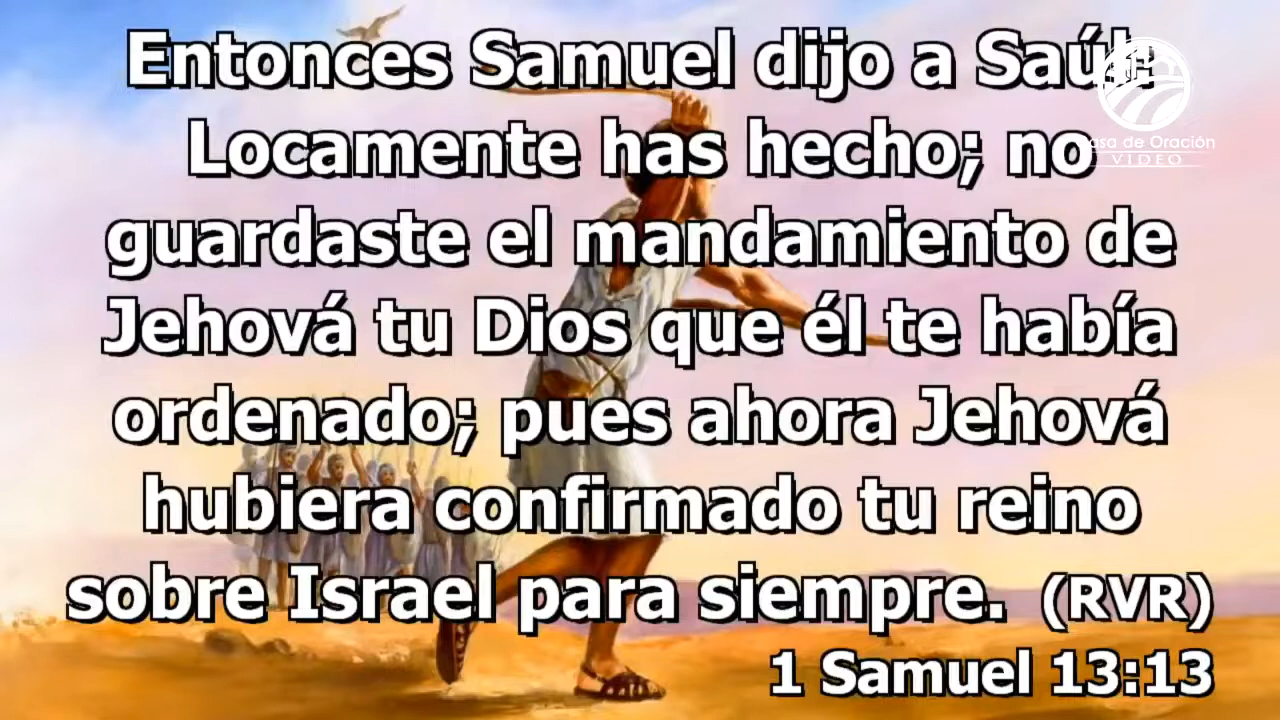 Entonces Samuel dijo a Saúl:
Locamente has hecho; no
guardaste el mandamiento de
Jehová tu Dios que él te había
ordenado; pues ahora Jehová
hubiera confirmado tu reino
sobre Israel para siempre. (RVR)
1 Samuel 13:13
asa de Oración
VIDEO